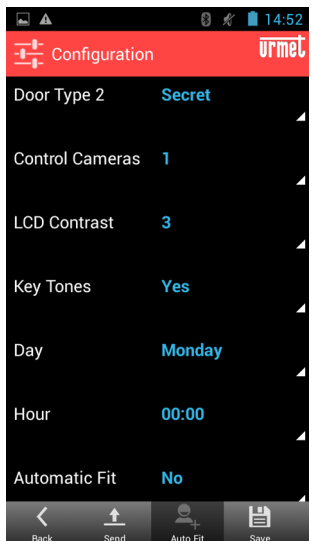 14:52
Configuration urmet
Door Type 2 Secret
Control Cameras 1
LCD Contrast 3
Key Tones Yes
Day Monday
Hour 00:00
Automatic Fit No
Back Send Auto Fit Save